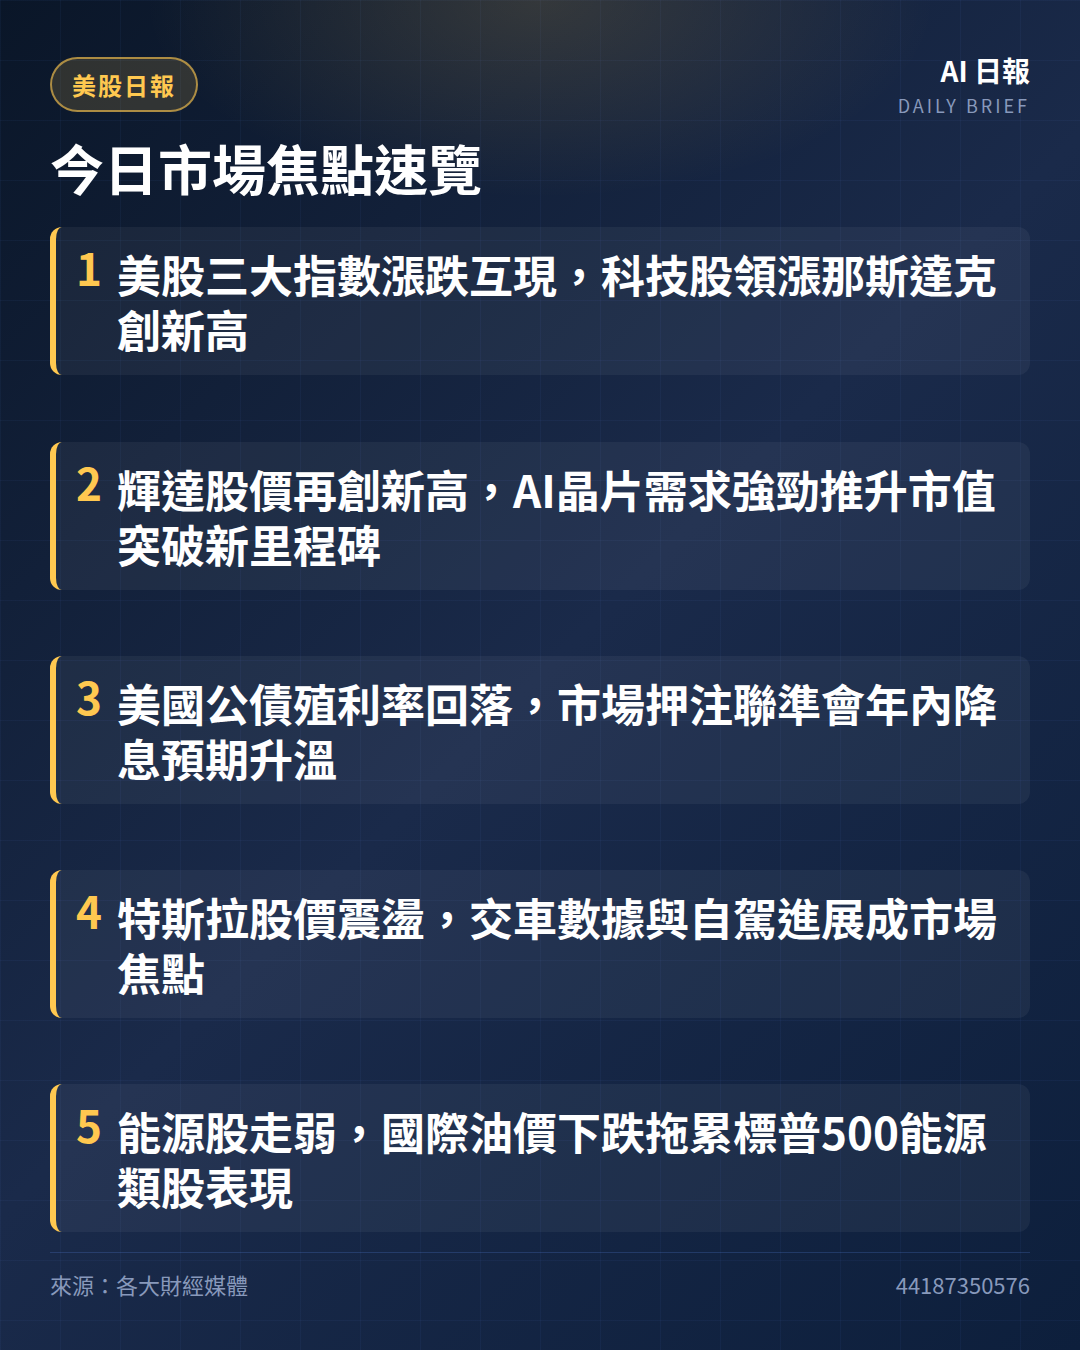 美股日報
AI 日報
DAILY BRIEF
今日市場焦點速覽
1 美股三大指數漲跌互現，科技股領漲那斯達克
創新高
2 輝達股價再創新高，AI晶片需求強勁推升市值
突破新里程碑
3 美國公債殖利率回落，市場押注聯準會年內降
息預期升溫
4 特斯拉股價震盪，交車數據與自駕進展成市場
焦點
5 能源股走弱，國際油價下跌拖累標普500能源
類股表現
來源：各大財經媒體
44187350576